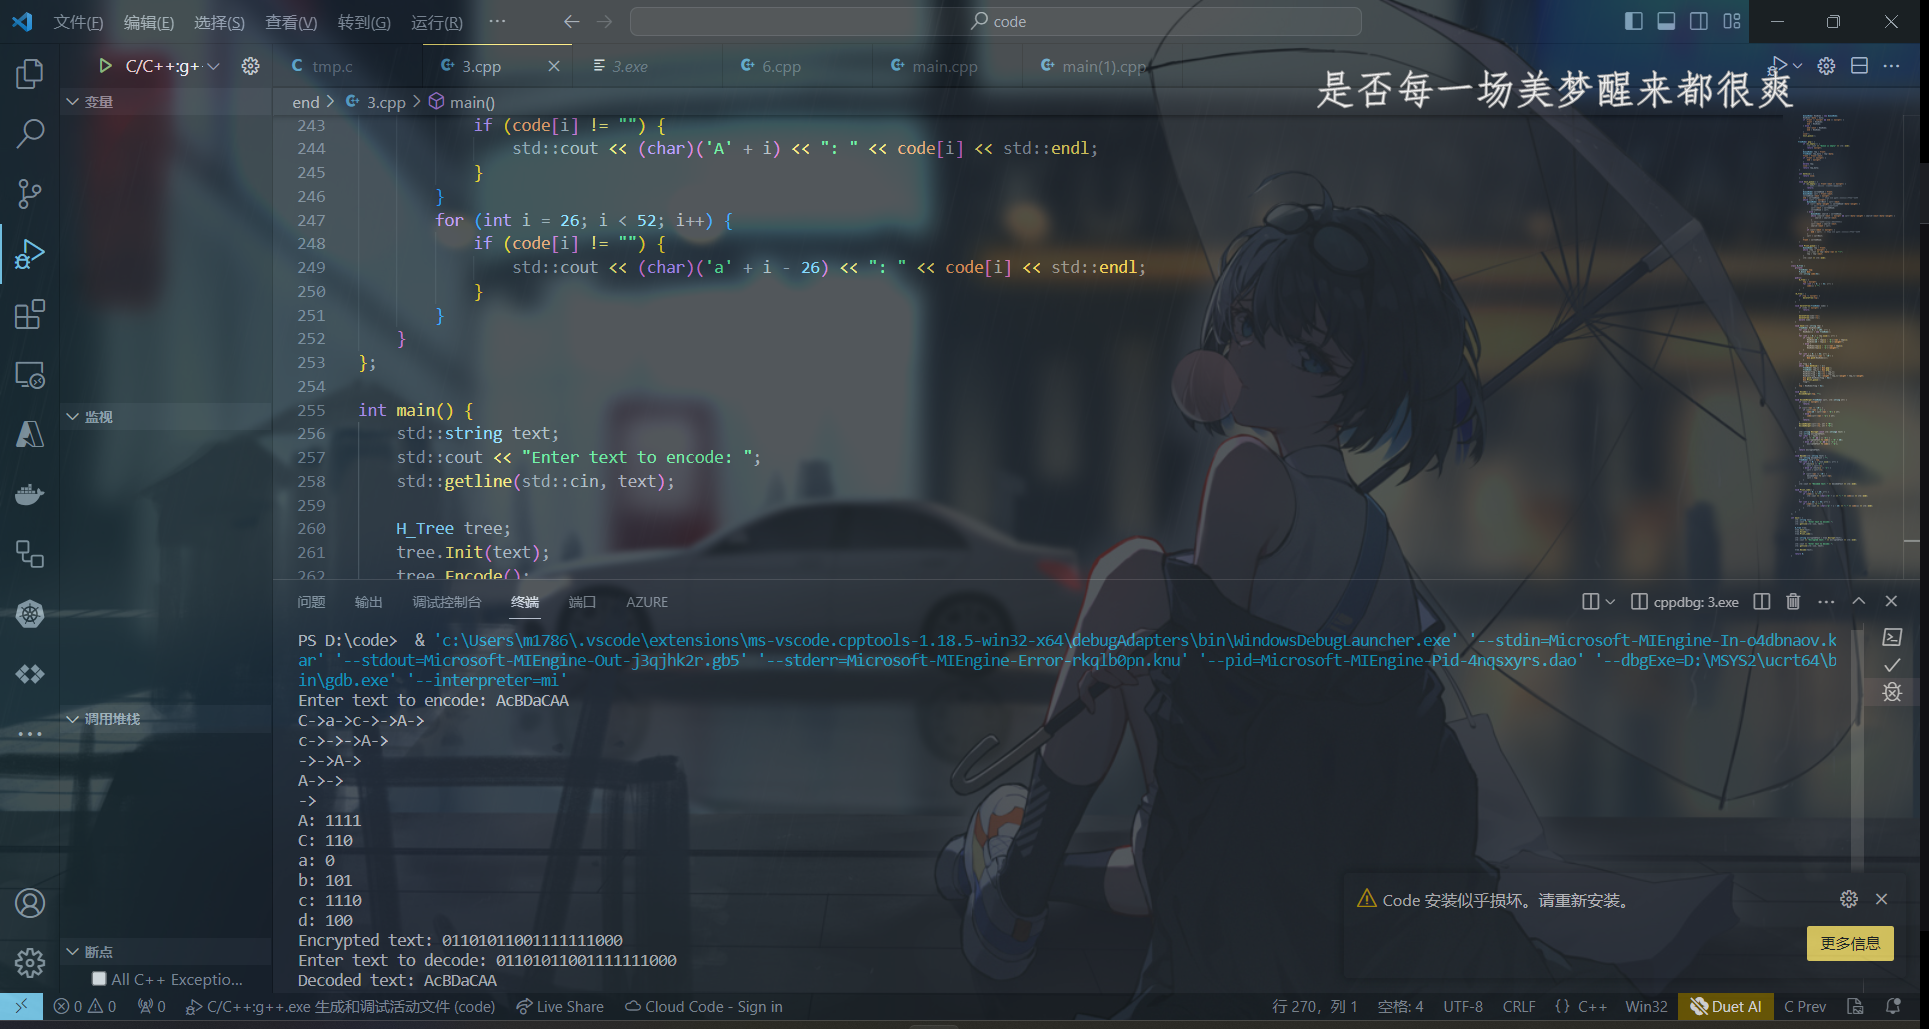 文件(F) 编辑(E) 选择(S) 查看(V) 转到(G) 运行(R) ··· code
C/C++:g+· tmp.c 3.cpp 3.exe 6.cpp main.cpp main(1).cpp
是否每一场美梦醒来都很爽
变量
end > 3.cpp > main()
243 if (code[i] != "") {
244 std::cout << (char)('A' + i) << ": " << code[i] << std::endl;
245 }
246 }
247 for (int i = 26; i < 52; i++) {
248 if (code[i] != "") {
249 std::cout << (char)('a' + i - 26) << ": " << code[i] << std::endl;
250 }
251 }
252 }
253 };
254
255 int main() {
256 std::string text;
257 std::cout << "Enter text to encode: ";
258 std::getline(std::cin, text);
259
260 H_Tree tree;
261 tree.Init(text);
262 tree.Encode();
监视
调用堆栈
断点
All C++ Exceptio...
问题 输出 调试控制台 终端 端口 AZURE cppdbg: 3.exe
PS D:\code>  & 'c:\Users\m1786\.vscode\extensions\ms-vscode.cpptools-1.18.5-win32-x64\debugAdapters\bin\WindowsDebugLauncher.exe' '--stdin=Microsoft-MIEngine-In-o4dbnaov.k
ar' '--stdout=Microsoft-MIEngine-Out-j3qjhk2r.gb5' '--stderr=Microsoft-MIEngine-Error-rkqlb0pn.knu' '--pid=Microsoft-MIEngine-Pid-4nqsxyrs.dao' '--dbgExe=D:\MSYS2\ucrt64\b
in\gdb.exe' '--interpreter=mi'
Enter text to encode: AcBDaCAA
C->a->c->->A->
c->->->A->
->->A->
A->->
->
A: 1111
C: 110
a: 0
b: 101
c: 1110
d: 100
Encrypted text: 01101011001111111000
Enter text to decode: 01101011001111111000
Decoded text: AcBDaCAA
Code 安装似乎损坏。请重新安装。
更多信息
0 0 0 C/C++:g++.exe 生成和调试活动文件 (code) Live Share Cloud Code - Sign in 行 270，列 1 空格: 4 UTF-8 CRLF {} C++ Win32 Duet AI C Prev